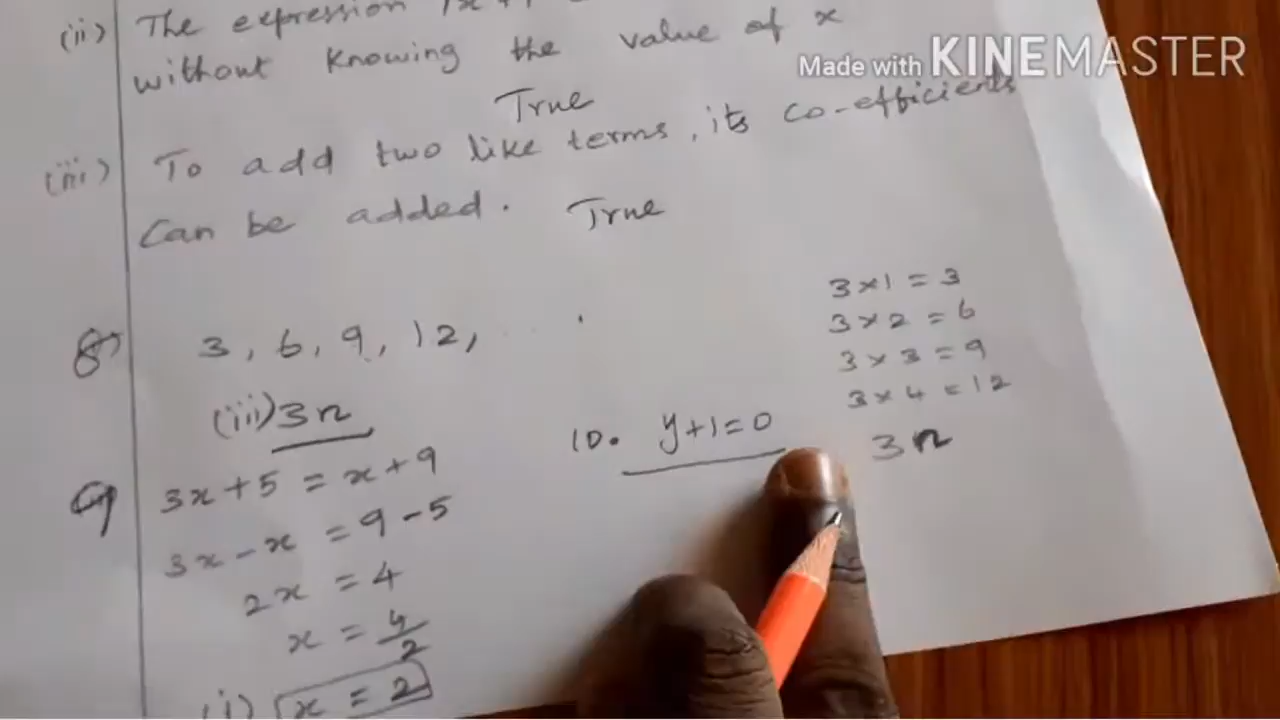 (ii) The expression
without knowing the value of x
True
(iii) To add two like terms, its co-efficients
Can be added. True
8) 3, 6, 9, 12, ....
(iii) 3n
9) 3x+5 = x+9
3x-x = 9-5
2x = 4
x = 4/2
(i) x = 2
10. y+1=0
3×1 = 3
3×2 = 6
3×3 = 9
3×4 = 12
3n
Made with KINEMASTER